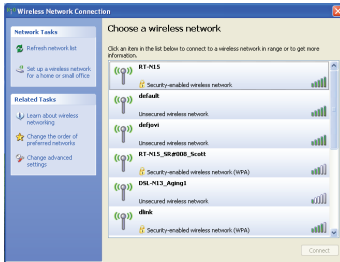 Wireless Network Connection
Network Tasks
Refresh network list
Set up a wireless network
for a home or small office
Related Tasks
Learn about wireless
networking
Change the order of
preferred networks
Change advanced
settings
Choose a wireless network
Click an item in the list below to connect to a wireless network in range or to get more
information.
RT-N15
Security-enabled wireless network
default
Unsecured wireless network
defjovi
Unsecured wireless network
RT-N15_SR#008_Scott
Security-enabled wireless network (WPA)
DSL-N13_Aging1
Unsecured wireless network
dlink
Security-enabled wireless network (WPA)
Connect